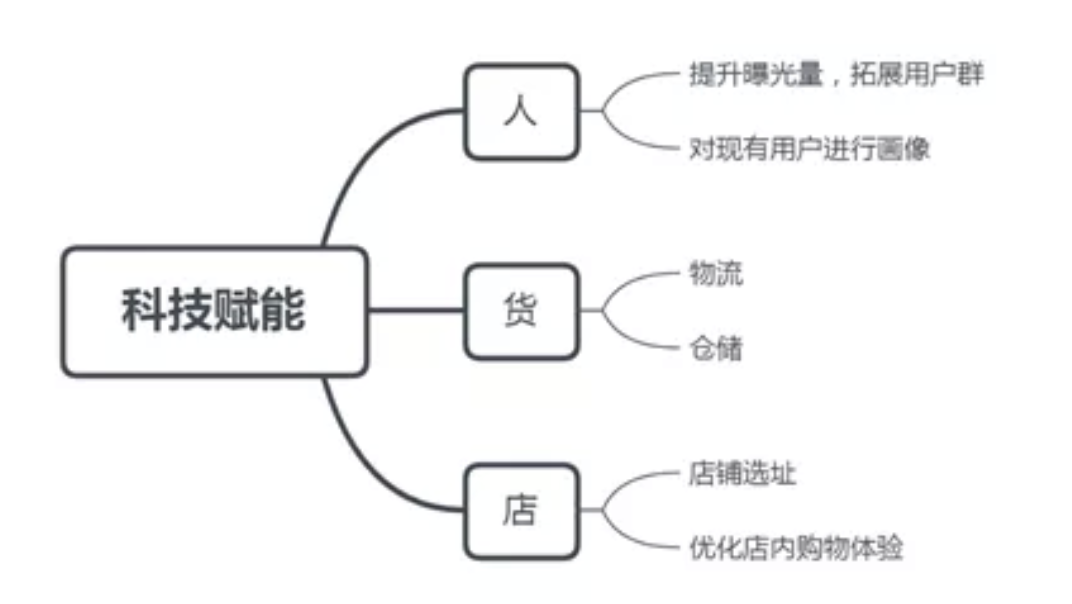 人
提升曝光量，拓展用户群
对现有用户进行画像
科技赋能
货
物流
仓储
店
店铺选址
优化店内购物体验